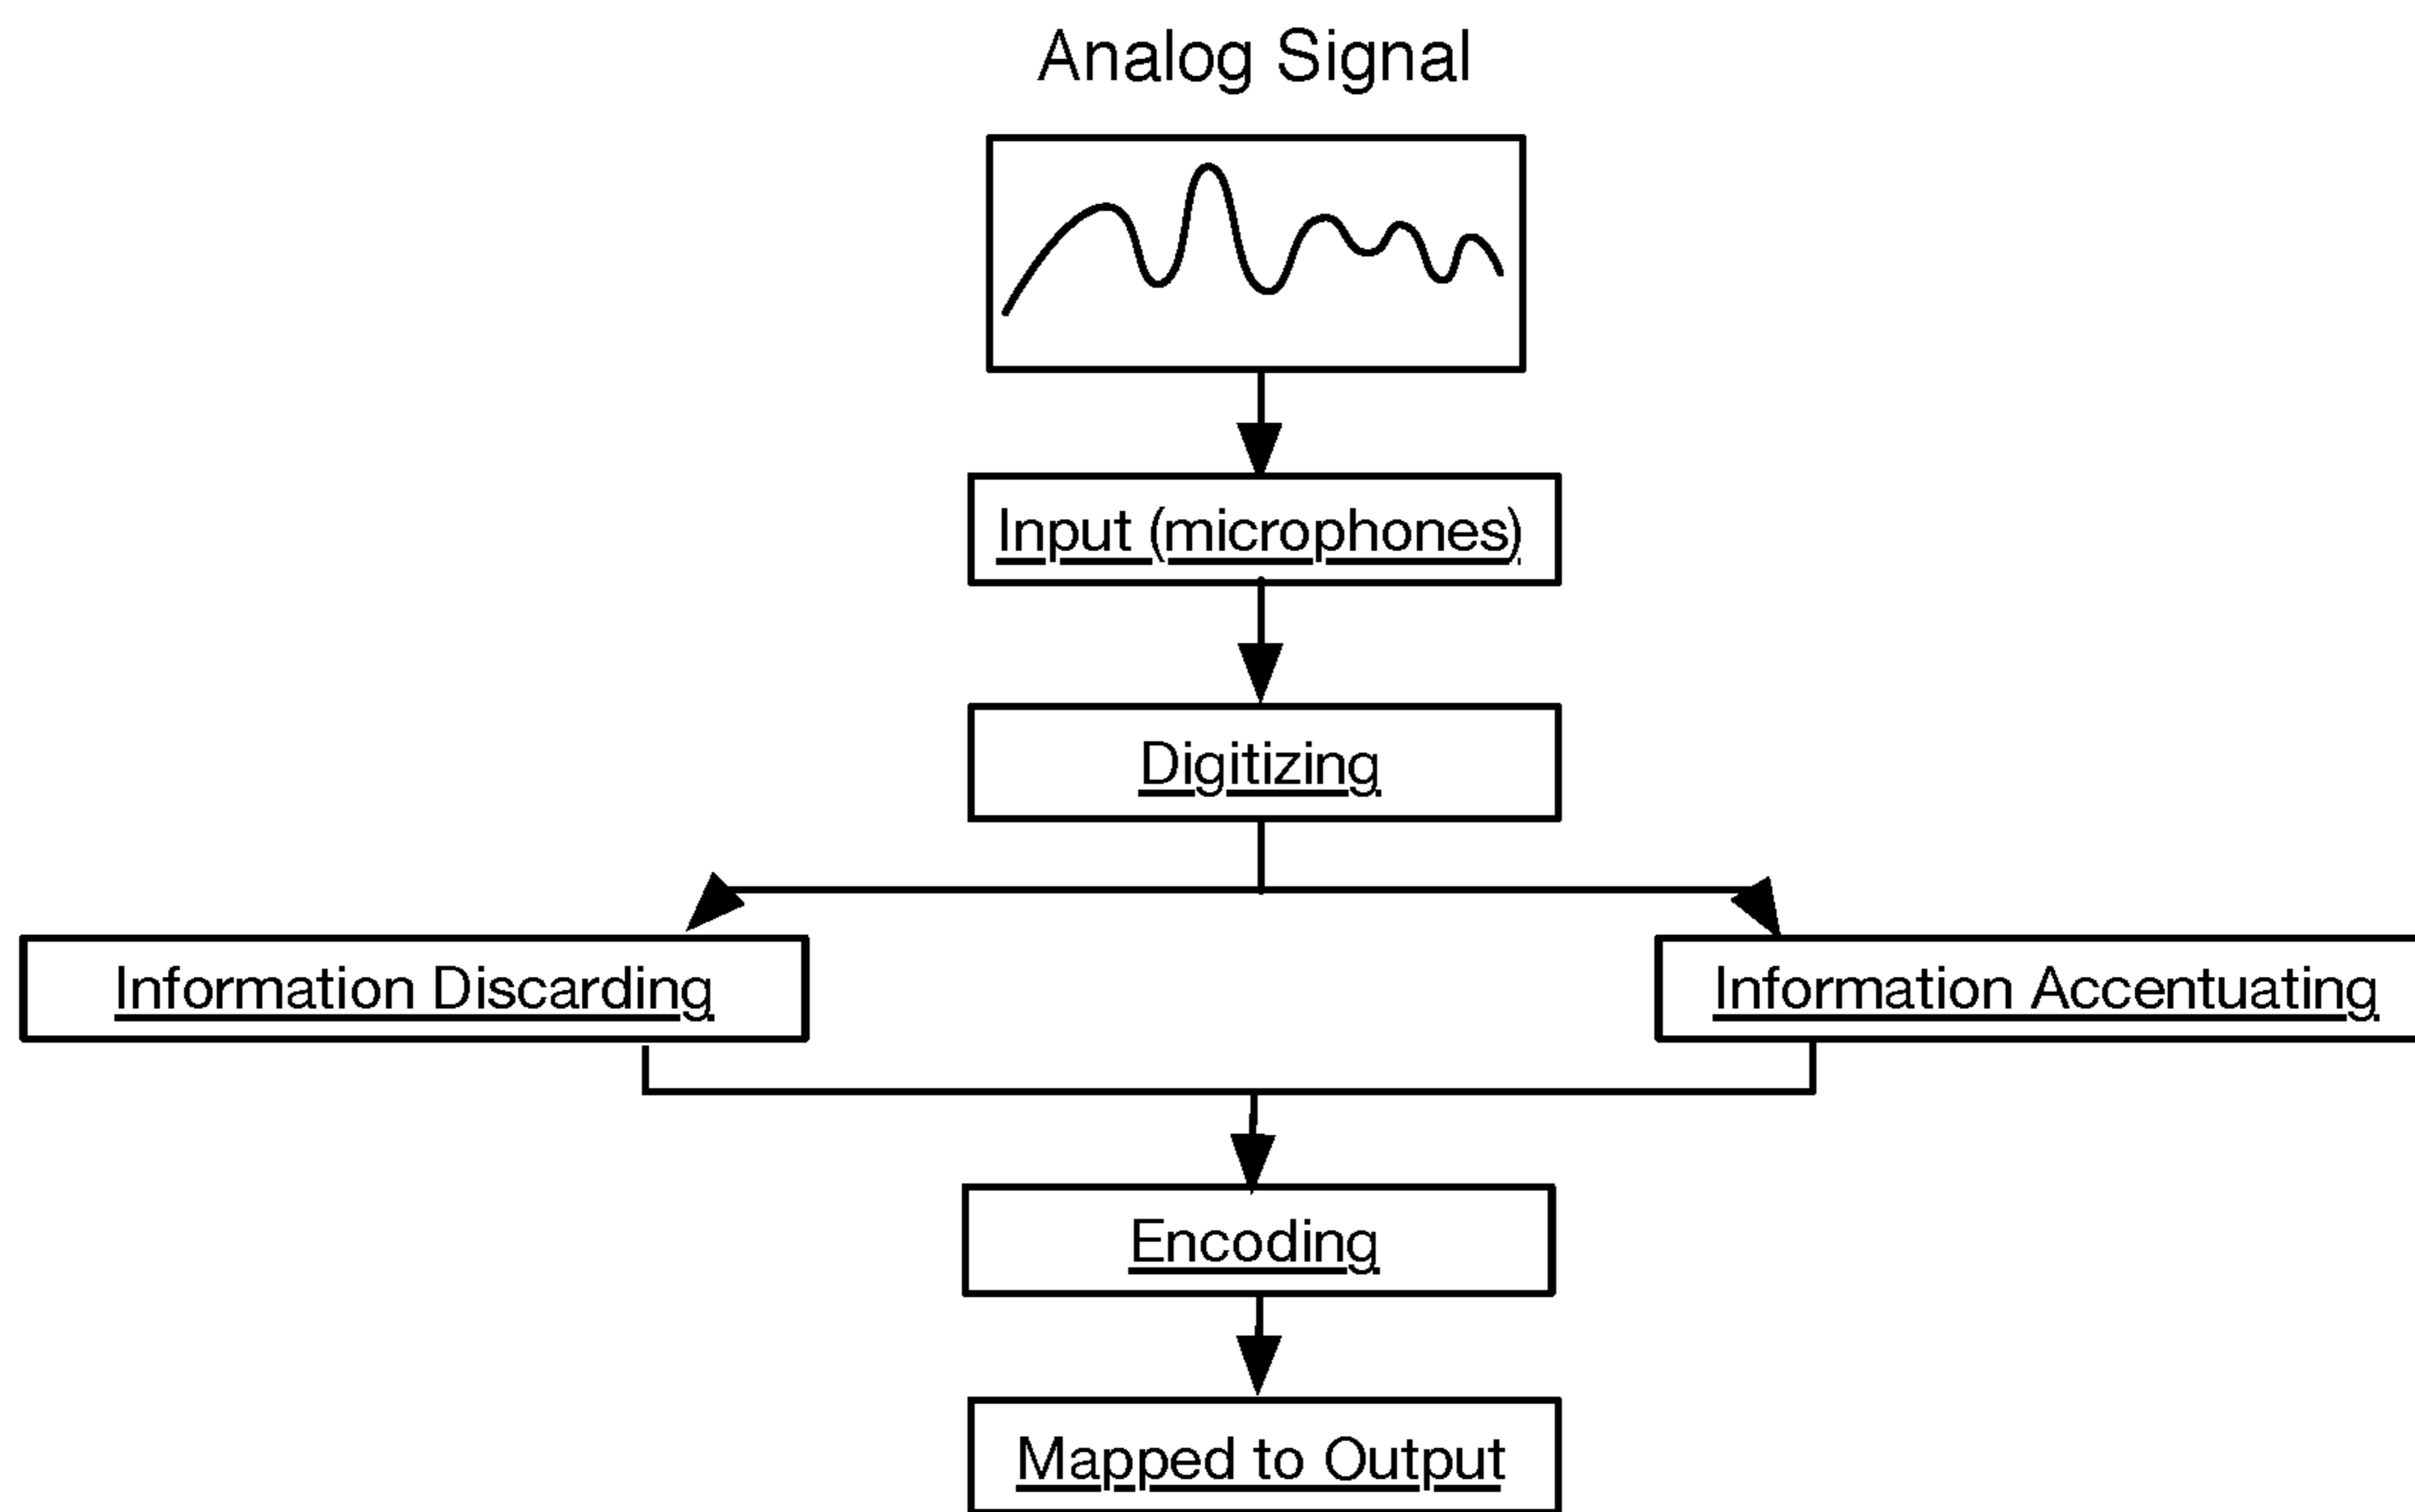 Analog Signal
Input (microphones)
Digitizing
Information Discarding
Information Accentuating
Encoding
Mapped to Output